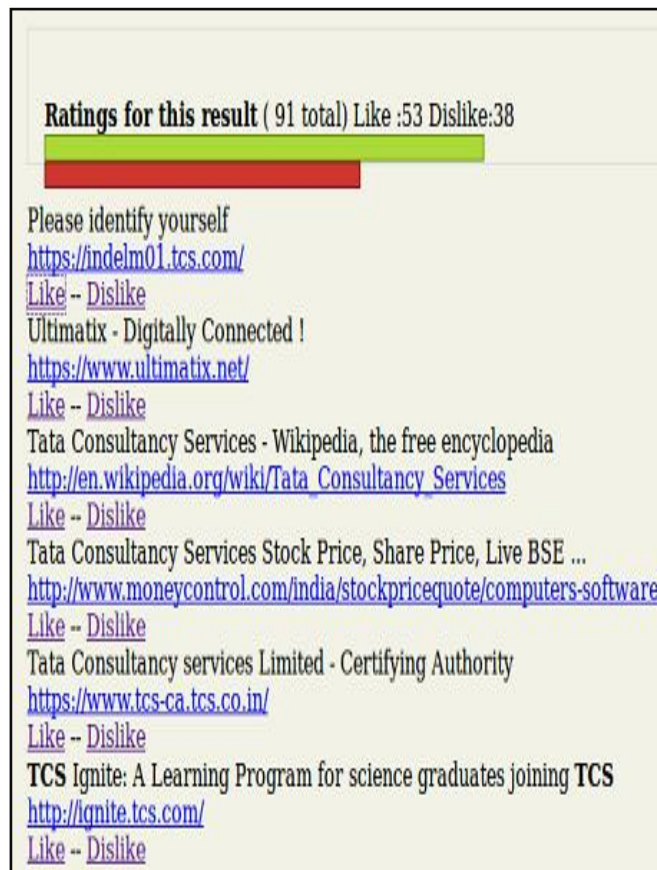 Ratings for this result ( 91 total) Like :53 Dislike:38
Please identify yourself
https://indelm01.tcs.com/
Like -- Dislike
Ultimatix - Digitally Connected !
https://www.ultimatix.net/
Like -- Dislike
Tata Consultancy Services - Wikipedia, the free encyclopedia
http://en.wikipedia.org/wiki/Tata_Consultancy_Services
Like -- Dislike
Tata Consultancy Services Stock Price, Share Price, Live BSE ...
http://www.moneycontrol.com/india/stockpricequote/computers-software
Like -- Dislike
Tata Consultancy services Limited - Certifying Authority
https://www.tcs-ca.tcs.co.in/
Like -- Dislike
TCS Ignite: A Learning Program for science graduates joining TCS
http://ignite.tcs.com/
Like -- Dislike